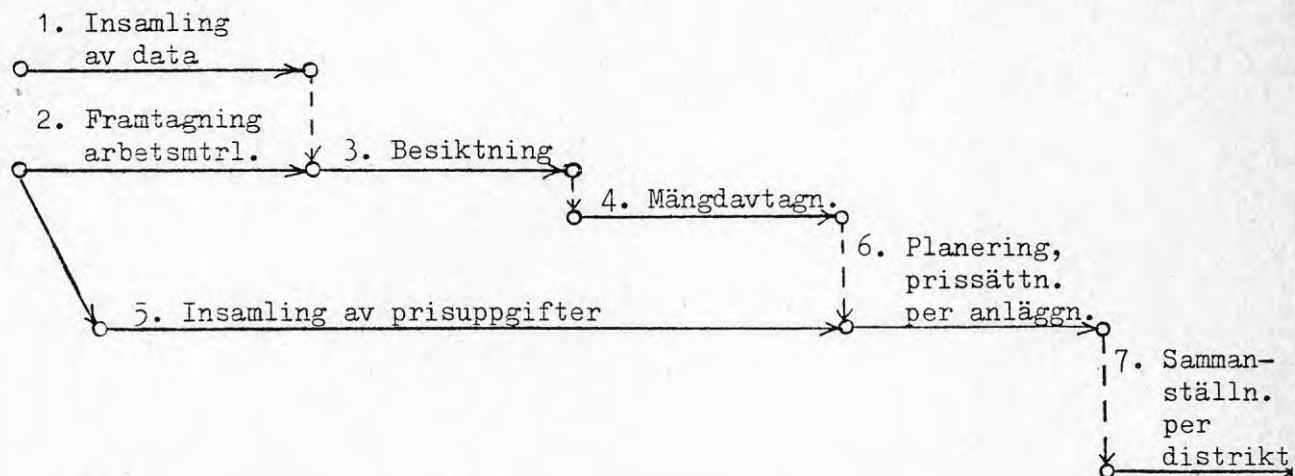 1. Insamling
av data
2. Framtagning
arbetsmtrl.
3. Besiktning
4. Mängdavtagn.
5. Insamling av prisuppgifter
6. Planering,
prissättn.
per anläggn.
7. Samman-
ställn.
per
distrikt